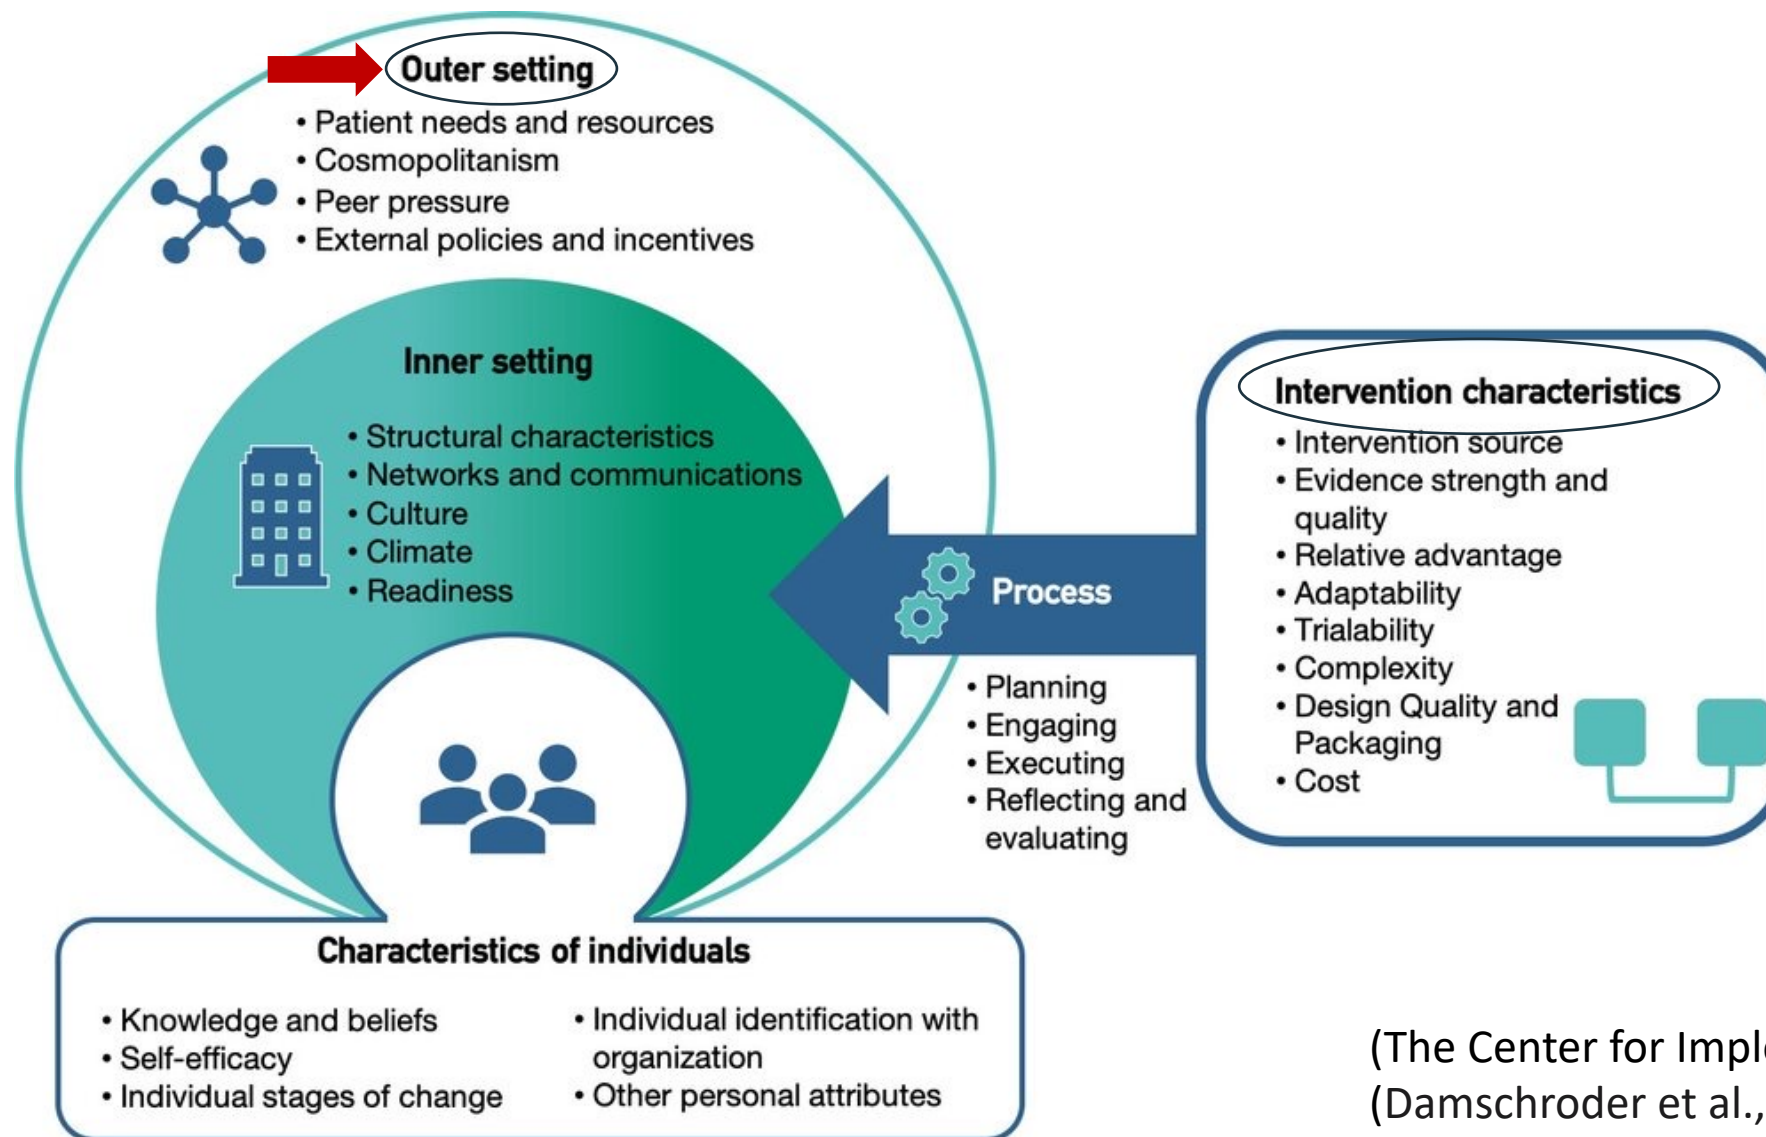 Outer setting
• Patient needs and resources
• Cosmopolitanism
• Peer pressure
• External policies and incentives
Inner setting
• Structural characteristics
• Networks and communications
• Culture
• Climate
• Readiness
Process
• Planning
• Engaging
• Executing
• Reflecting and
evaluating
Intervention characteristics
• Intervention source
• Evidence strength and
quality
• Relative advantage
• Adaptability
• Trialability
• Complexity
• Design Quality and
Packaging
• Cost
Characteristics of individuals
• Knowledge and beliefs
• Self-efficacy
• Individual stages of change
• Individual identification with
organization
• Other personal attributes
(The Center for
(Damschroder et al.,